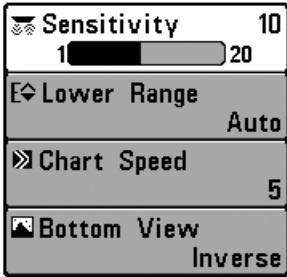 Sensitivity 10
1 20
Lower Range
Auto
Chart Speed
5
Bottom View
Inverse